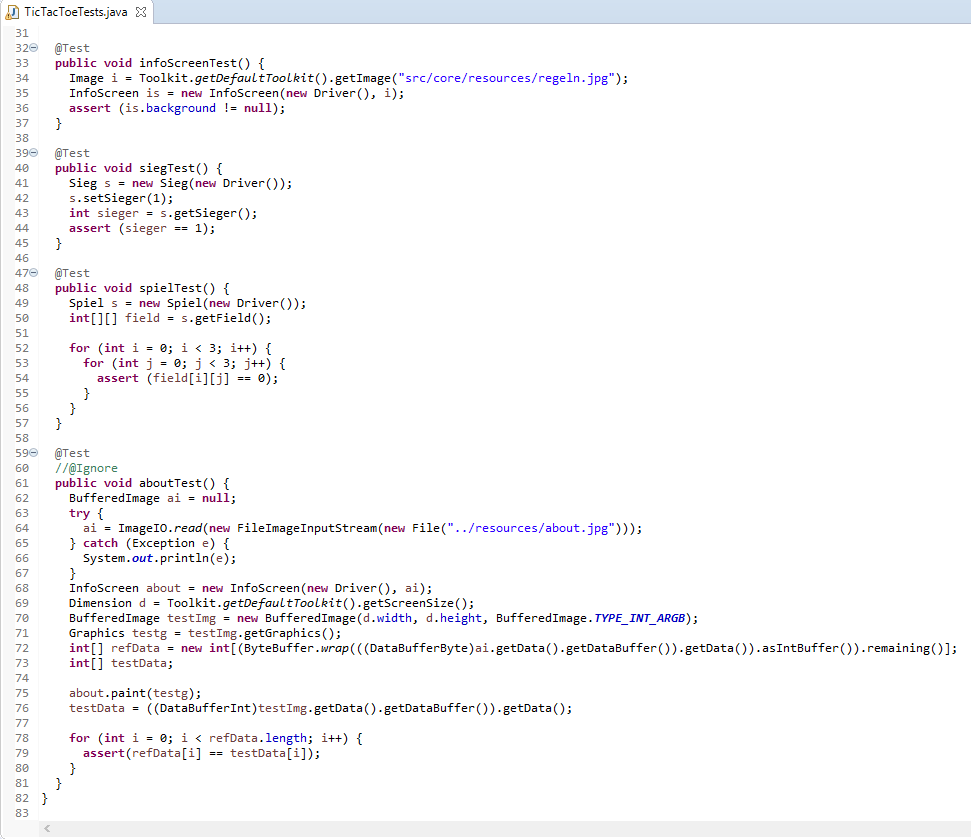 TicTacToeTests.java
31
32 @Test
33 public void infoScreenTest() {
34 Image i = Toolkit.getDefaultToolkit().getImage("src/core/resources/regeln.jpg");
35 InfoScreen is = new InfoScreen(new Driver(), i);
36 assert (is.background != null);
37 }
38
39 @Test
40 public void siegTest() {
41 Sieg s = new Sieg(new Driver());
42 s.setSieger(1);
43 int sieger = s.getSieger();
44 assert (sieger == 1);
45 }
46
47 @Test
48 public void spielTest() {
49 Spiel s = new Spiel(new Driver());
50 int[][] field = s.getField();
51
52 for (int i = 0; i < 3; i++) {
53 for (int j = 0; j < 3; j++) {
54 assert (field[i][j] == 0);
55 }
56 }
57 }
58
59 @Test
60 //@Ignore
61 public void aboutTest() {
62 BufferedImage ai = null;
63 try {
64 ai = ImageIO.read(new FileImageInputStream(new File("../resources/about.jpg")));
65 } catch (Exception e) {
66 System.out.println(e);
67 }
68 InfoScreen about = new InfoScreen(new Driver(), ai);
69 Dimension d = Toolkit.getDefaultToolkit().getScreenSize();
70 BufferedImage testImg = new BufferedImage(d.width, d.height, BufferedImage.TYPE_INT_ARGB);
71 Graphics testg = testImg.getGraphics();
72 int[] refData = new int[(ByteBuffer.wrap(((DataBufferByte)ai.getData().getDataBuffer()).getData()).asIntBuffer()).remaining()];
73 int[] testData;
74
75 about.paint(testg);
76 testData = ((DataBufferInt)testImg.getData().getDataBuffer()).getData();
77
78 for (int i = 0; i < refData.length; i++) {
79 assert(refData[i] == testData[i]);
80 }
81 }
82 }
83